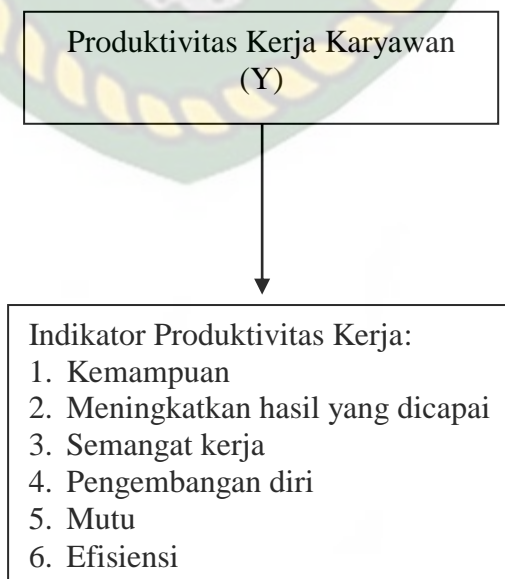 Produktivitas Kerja Karyawan
(Y)
Indikator Produktivitas Kerja:
1. Kemampuan
2. Meningkatkan hasil yang dicapai
3. Semangat kerja
4. Pengembangan diri
5. Mutu
6. Efisiensi